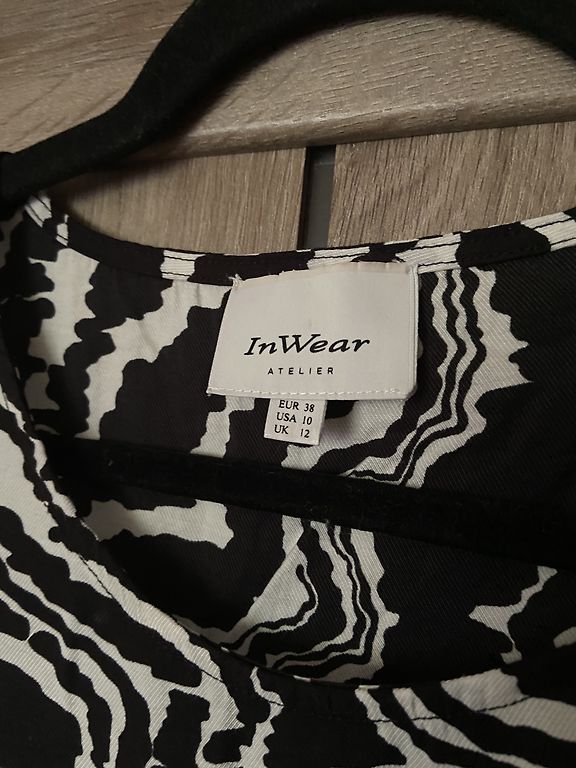 InWear
ATELIER
EUR 38
USA 10
UK 12